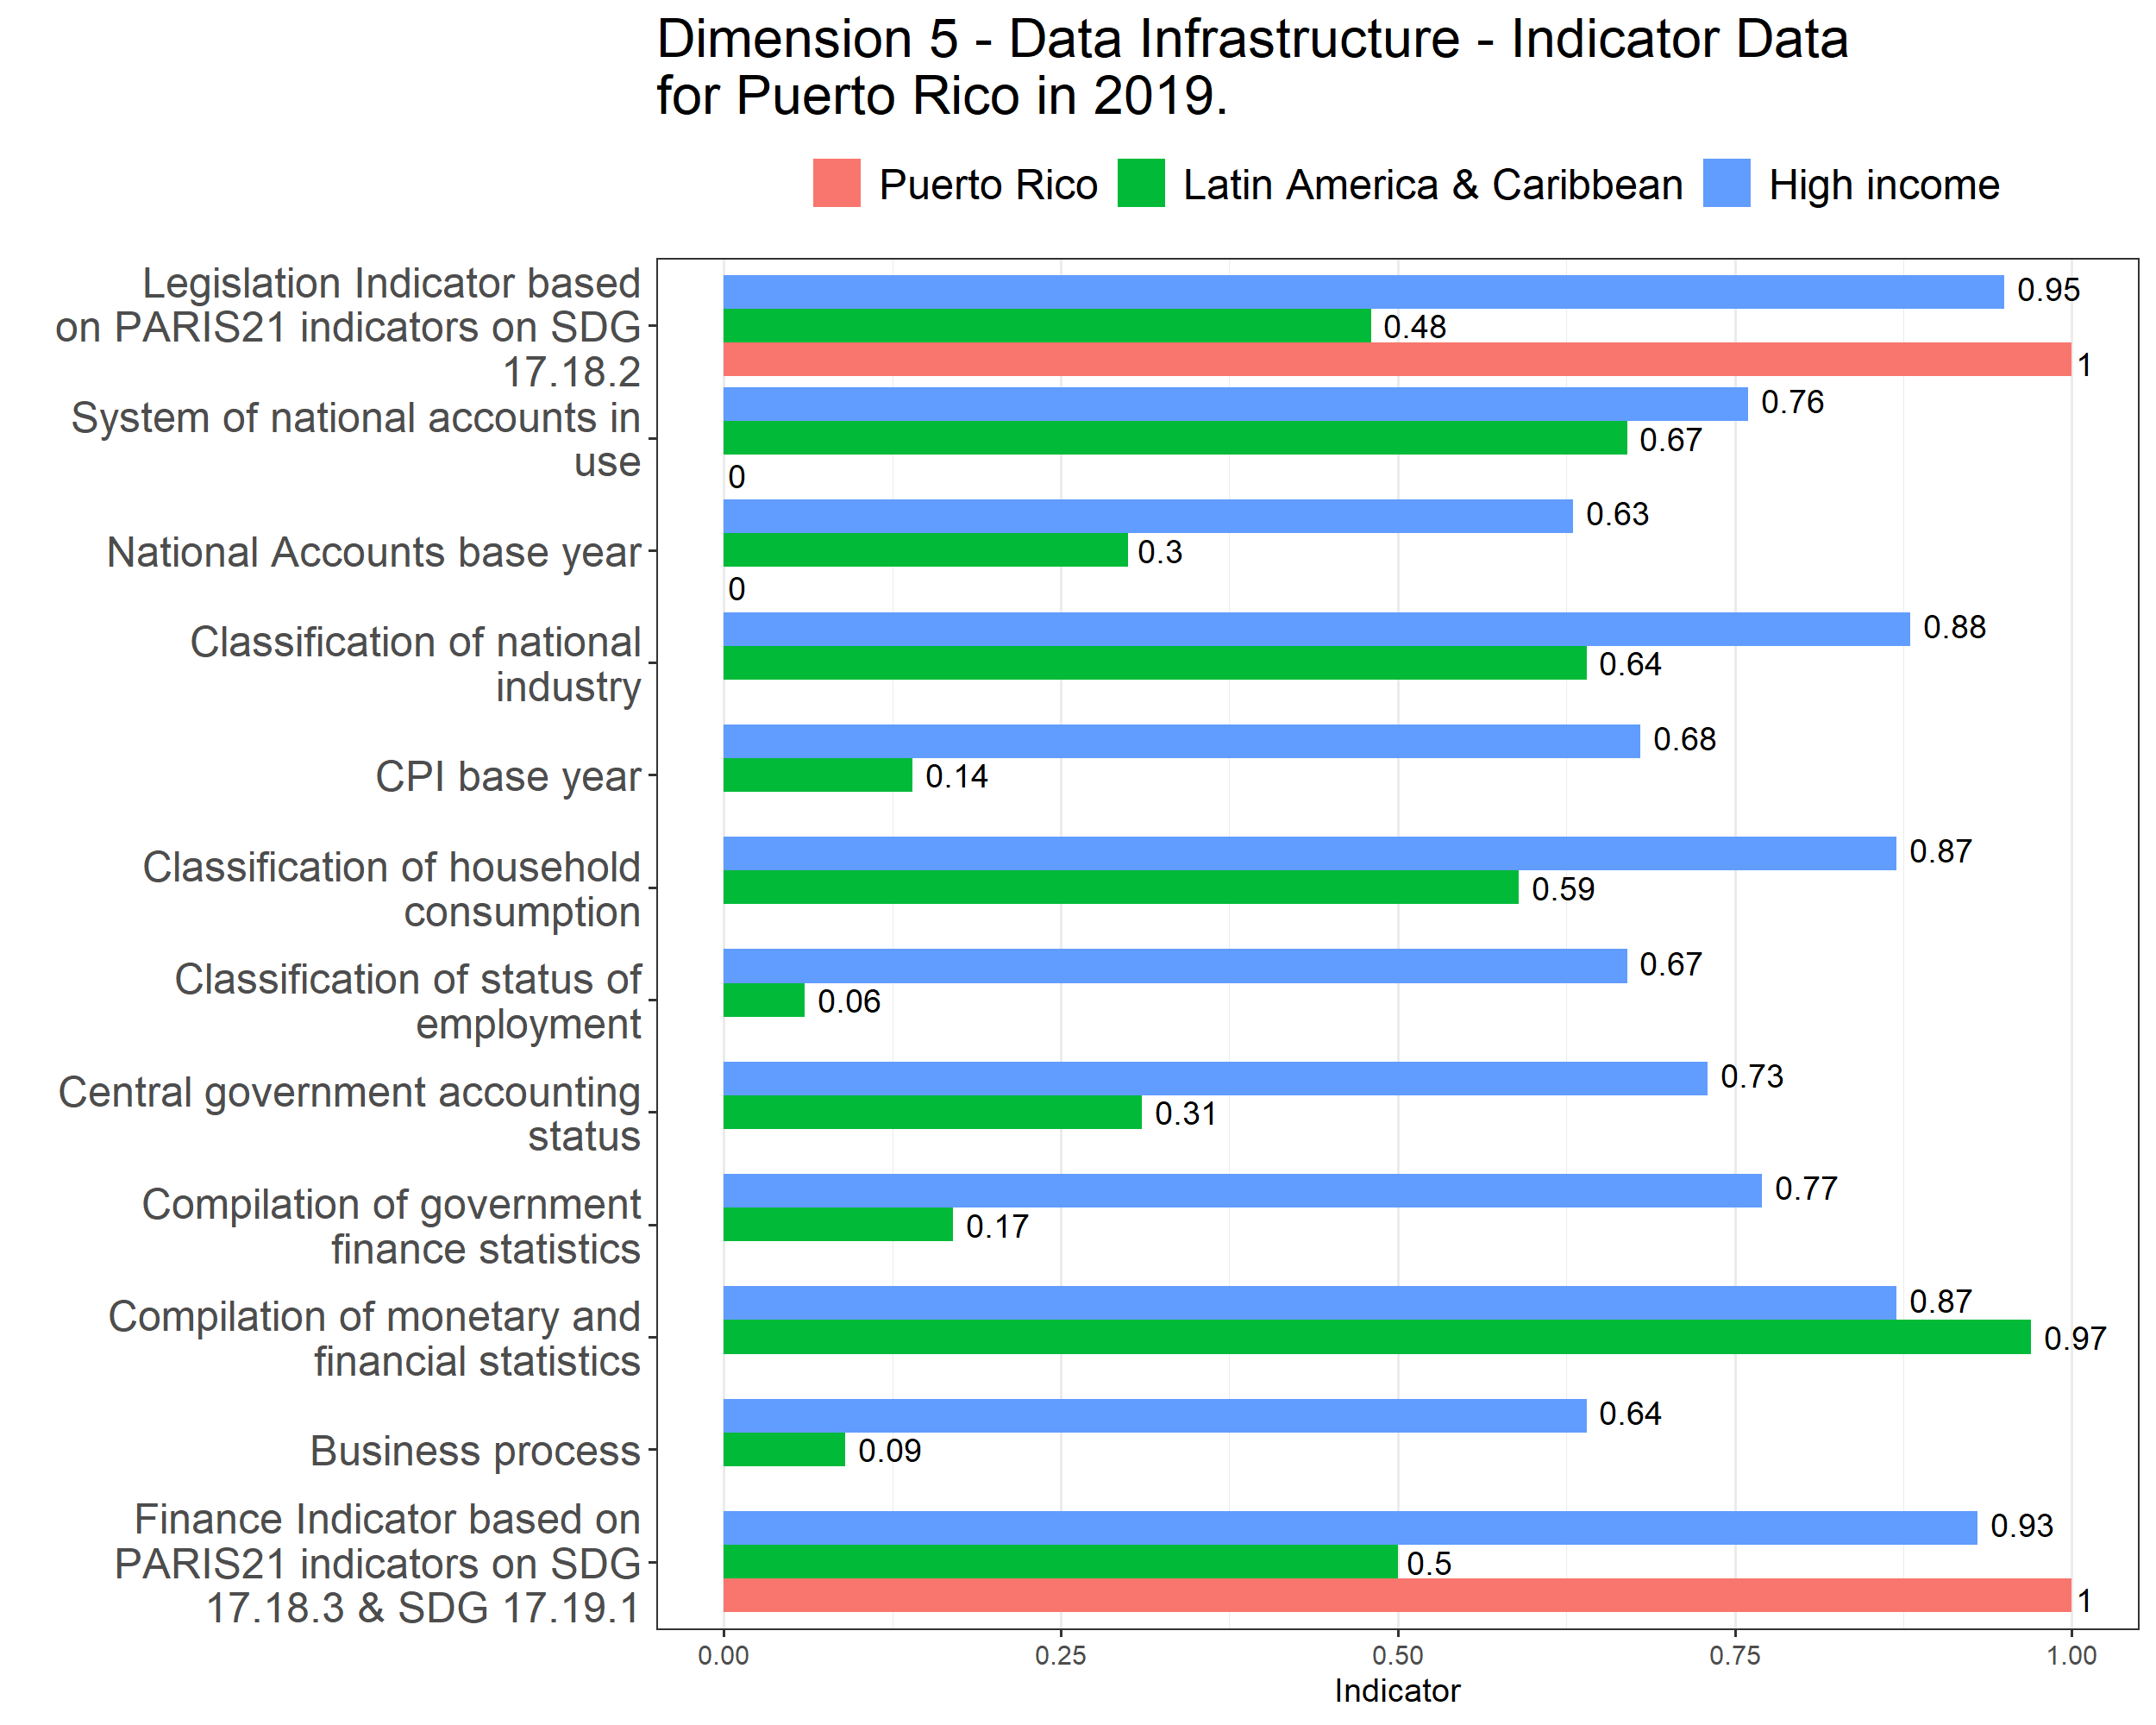 Dimension 5 - Data Infrastructure - Indicator Data
for Puerto Rico in 2019.
Puerto Rico
Latin America & Caribbean
High income
Legislation Indicator based
on PARIS21 indicators on SDG
17.18.2
0.95
0.48
1
System of national accounts in
use
0.76
0.67
0
National Accounts base year
0.63
0.3
0
Classification of national
industry
0.88
0.64
CPI base year
0.68
0.14
Classification of household
consumption
0.87
0.59
Classification of status of
employment
0.67
0.06
Central government accounting
status
0.73
0.31
Compilation of government
finance statistics
0.77
0.17
Compilation of monetary and
financial statistics
0.87
0.97
Business process
0.64
0.09
Finance Indicator based on
PARIS21 indicators on SDG
17.18.3 & SDG 17.19.1
0.93
0.5
1
0.00
0.25
0.50
0.75
1.00
Indicator